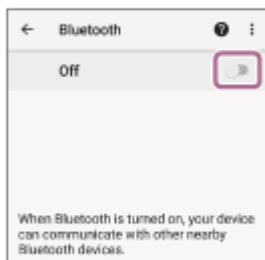 Bluetooth
Off
When Bluetooth is turned on, your device
can communicate with other nearby
Bluetooth devices.